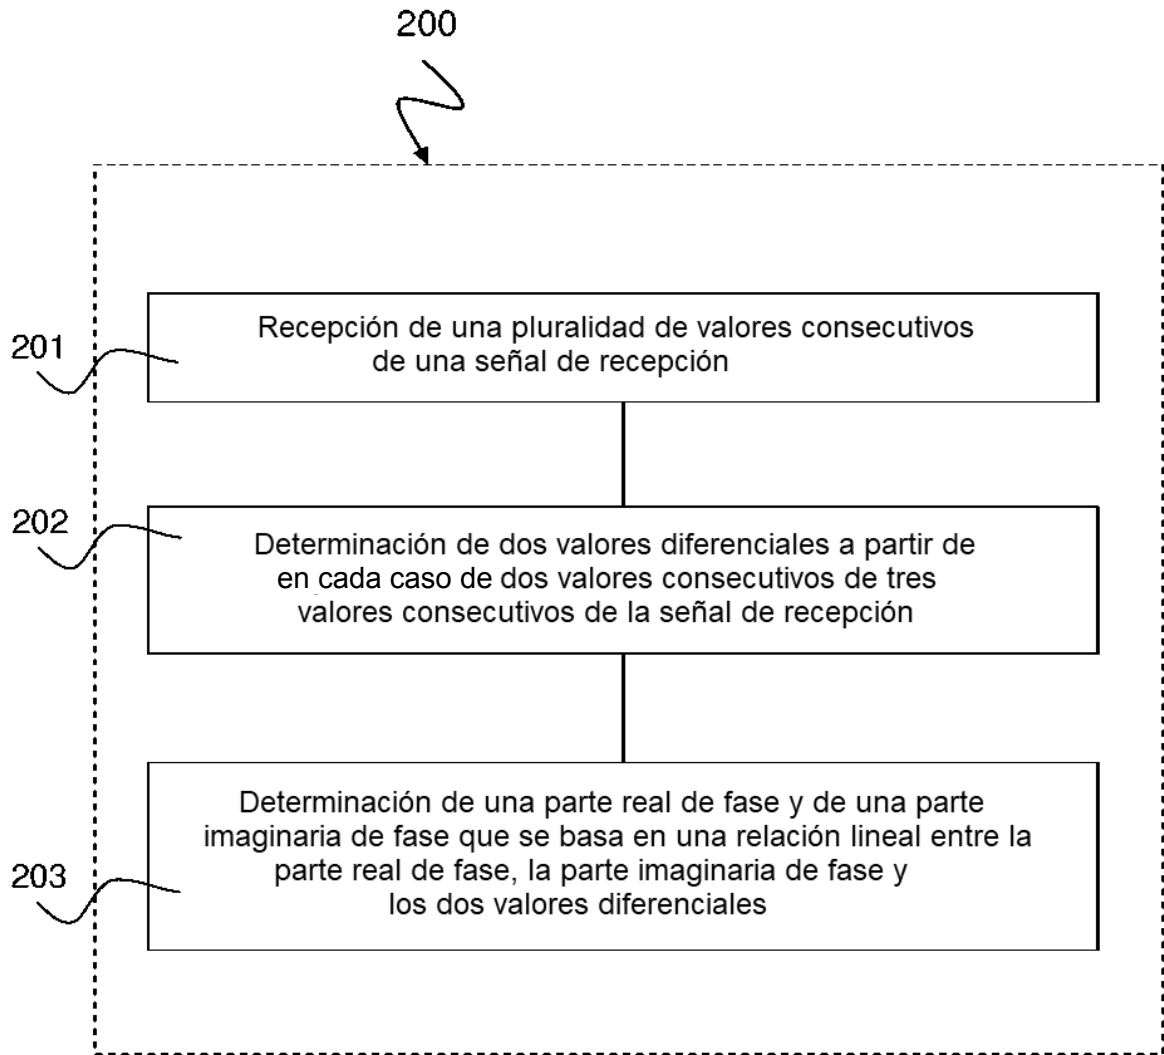 200
201
Recepción de una pluralidad de valores consecutivos
de una señal de recepción
202
Determinación de dos valores diferenciales a partir de
en cada caso de dos valores consecutivos de tres
valores consecutivos de la señal de recepción
203
Determinación de una parte real de fase y de una parte
imaginaria de fase que se basa en una relación lineal entre la
parte real de fase, la parte imaginaria de fase y
los dos valores diferenciales